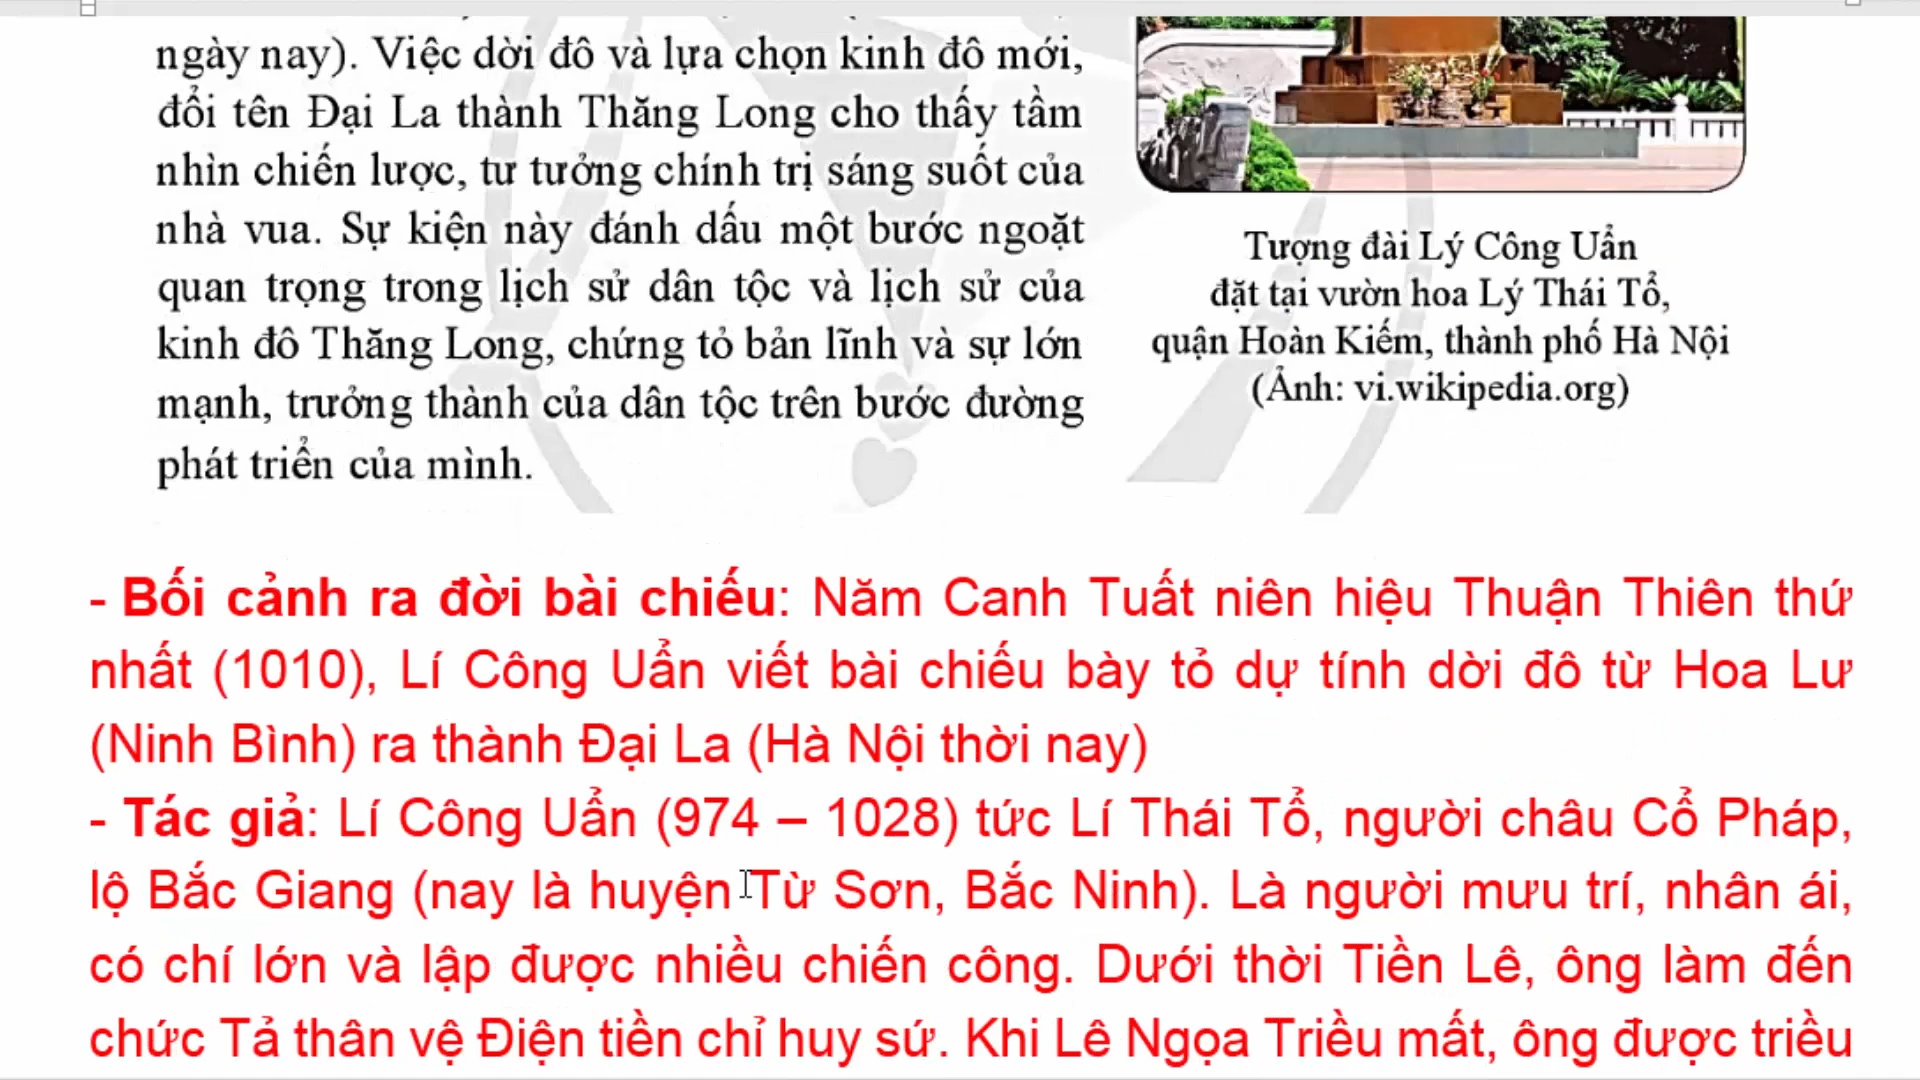 ngày nay). Việc dời đô và lựa chọn kinh đô mới,
đổi tên Đại La thành Thăng Long cho thấy tầm
nhìn chiến lược, tư tưởng chính trị sáng suốt của
nhà vua. Sự kiện này đánh dấu một bước ngoặt
quan trọng trong lịch sử dân tộc và lịch sử của
kinh đô Thăng Long, chứng tỏ bản lĩnh và sự lớn
mạnh, trưởng thành của dân tộc trên bước đường
phát triển của mình.
Tượng đài Lý Công Uẩn
đặt tại vườn hoa Lý Thái Tổ,
quận Hoàn Kiếm, thành phố Hà Nội
(Ảnh: vi.wikipedia.org)
- Bối cảnh ra đời bài chiếu: Năm Canh Tuất niên hiệu Thuận Thiên thứ
nhất (1010), Lí Công Uẩn viết bài chiếu bày tỏ dự tính dời đô từ Hoa Lư
(Ninh Bình) ra thành Đại La (Hà Nội thời nay)
- Tác giả: Lí Công Uẩn (974 – 1028) tức Lí Thái Tổ, người châu Cổ Pháp,
lộ Bắc Giang (nay là huyện Từ Sơn, Bắc Ninh). Là người mưu trí, nhân ái,
có chí lớn và lập được nhiều chiến công. Dưới thời Tiền Lê, ông làm đến
chức Tả thân vệ Điện tiền chỉ huy sứ. Khi Lê Ngọa Triều mất, ông được triều